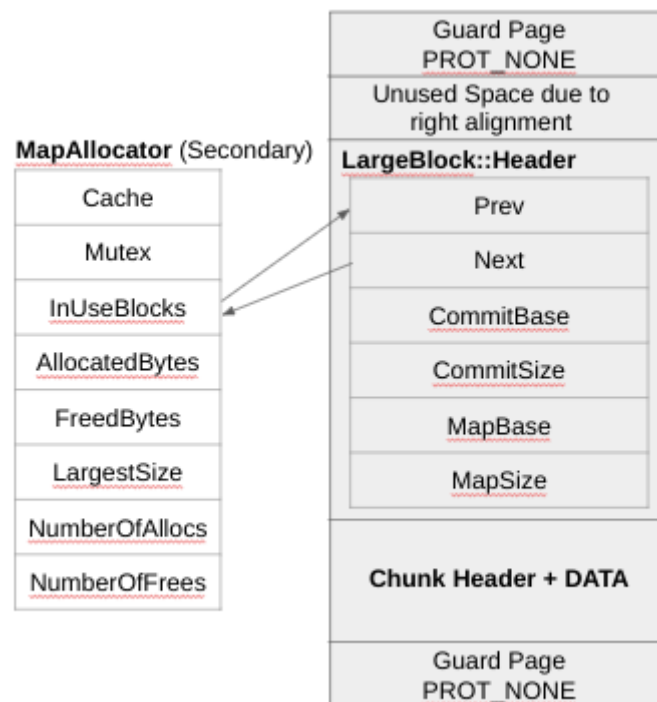 MapAllocator (Secondary)
Cache
Mutex
InUseBlocks
AllocatedBytes
FreedBytes
LargestSize
NumberOfAllocs
NumberOfFrees
Guard Page
PROT_NONE
Unused Space due to
right alignment
LargeBlock::Header
Prev
Next
CommitBase
CommitSize
MapBase
MapSize
Chunk Header + DATA
Guard Page
PROT_NONE